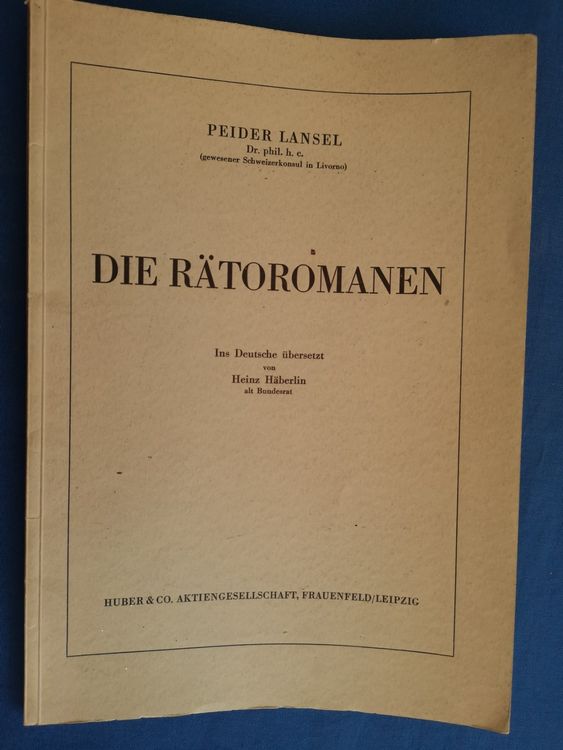 PEIDER LANSEL
Dr. phil. h. c.
(gewesener Schweizerkonsul in Livorno)
DIE RÄTOROMANEN
Ins Deutsche übersetzt
von
Heinz Häberlin
alt Bundesrat
HUBER & CO. AKTIENGESELLSCHAFT, FRAUENFELD/LEIPZIG